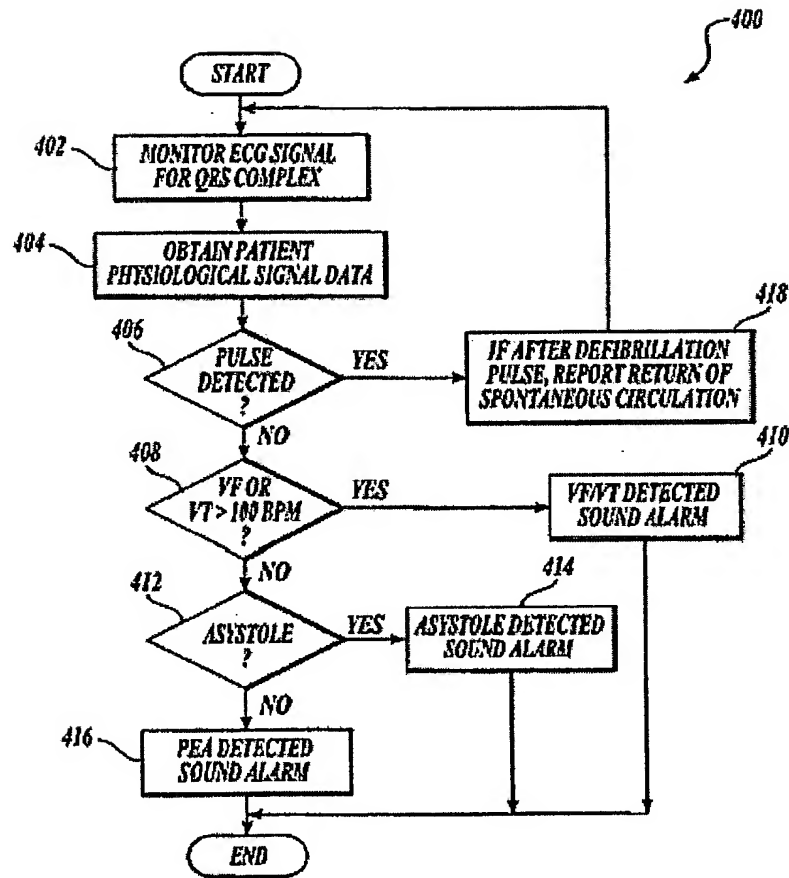 400
START
402
MONITOR ECG SIGNAL
FOR QRS COMPLEX
404
OBTAIN PATIENT
PHYSIOLOGICAL SIGNAL DATA
406
PULSE
DETECTED
?
YES
418
IF AFTER DEFIBRILLATION
PULSE, REPORT RETURN OF
SPONTANEOUS CIRCULATION
NO
408
VF OR
VT > 100 BPM
?
YES
410
VF/VT DETECTED
SOUND ALARM
NO
412
ASYSTOLE
?
YES
414
ASYSTOLE DETECTED
SOUND ALARM
NO
416
PEA DETECTED
SOUND ALARM
END